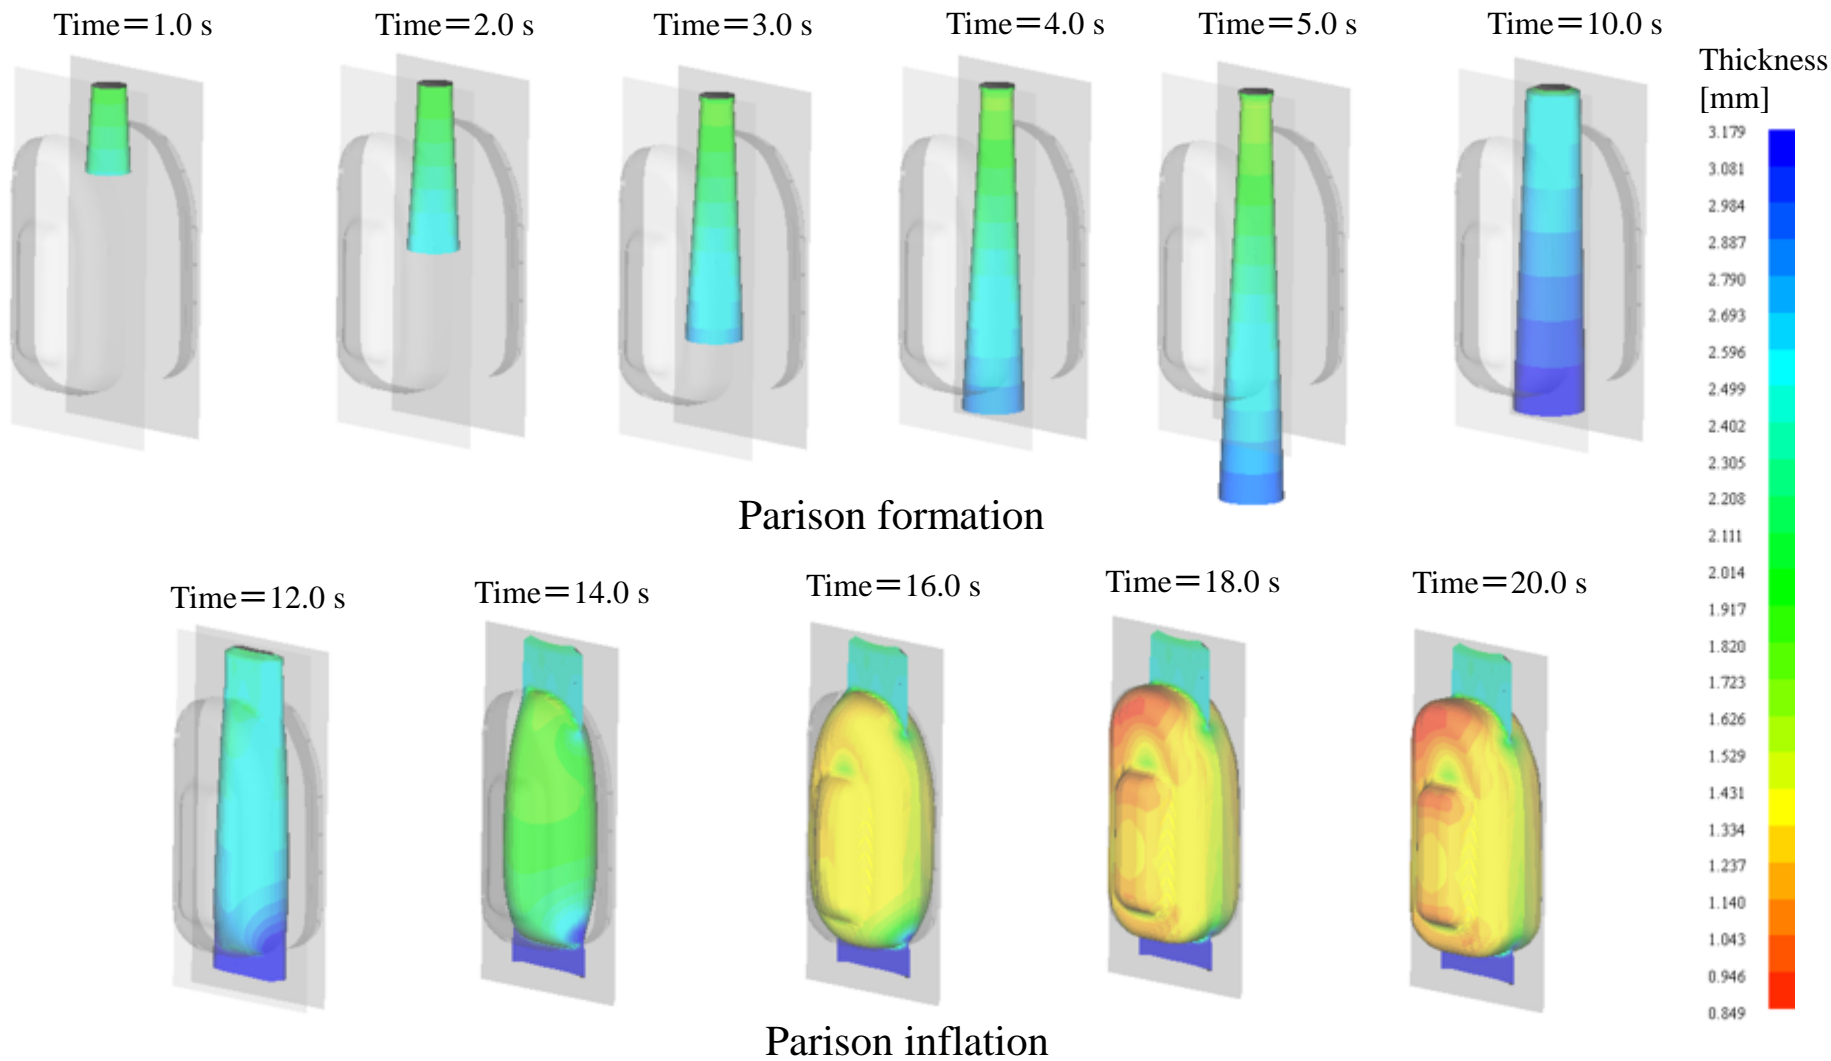 Time=1.0 s
Time=2.0 s
Time=3.0 s
Time=4.0 s
Time=5.0 s
Time=10.0 s
Thickness
[mm]
3.179
3.081
2.984
2.887
2.790
2.693
2.596
2.499
2.402
2.305
2.208
2.111
2.014
1.917
1.820
1.723
1.626
1.529
1.431
1.334
1.237
1.140
1.043
0.946
0.849
Parison formation
Time=12.0 s
Time=14.0 s
Time=16.0 s
Time=18.0 s
Time=20.0 s
Parison inflation